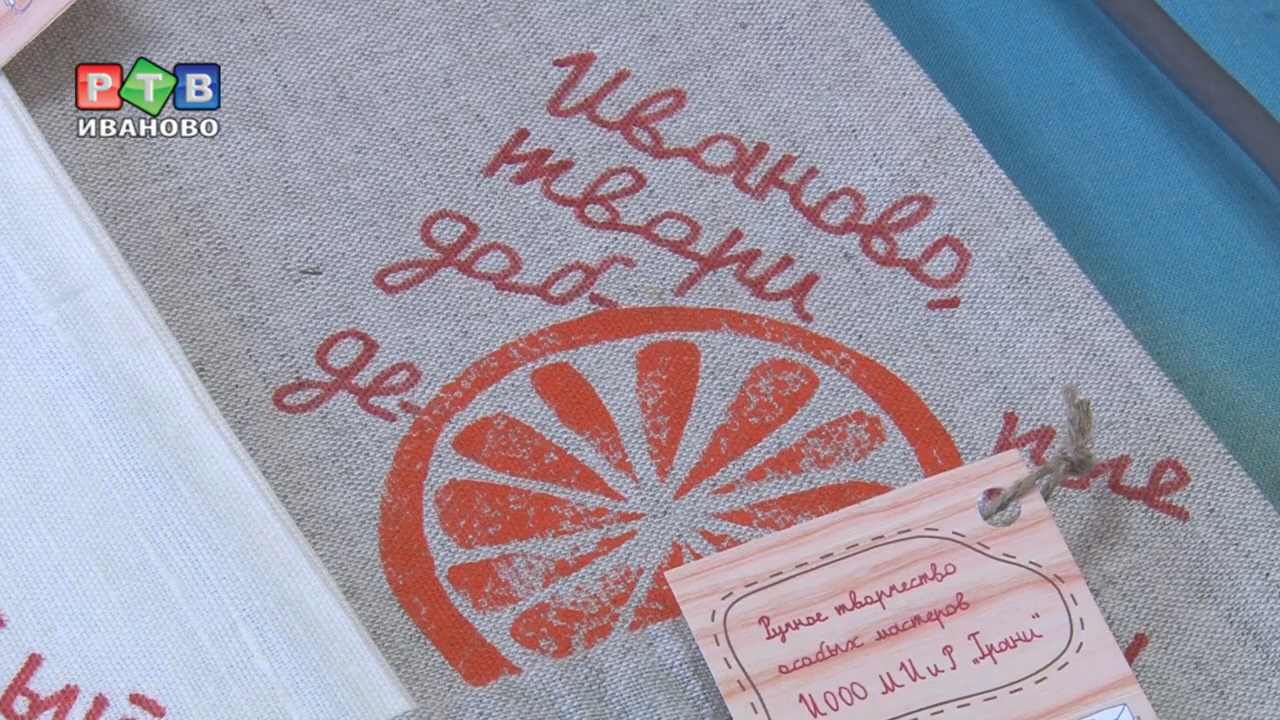 РТВ
ИВАНОВО
Иваново,
твори
доб-
де-
Ручное творчество
особых мастеров
ИООО МИиР „Грани"